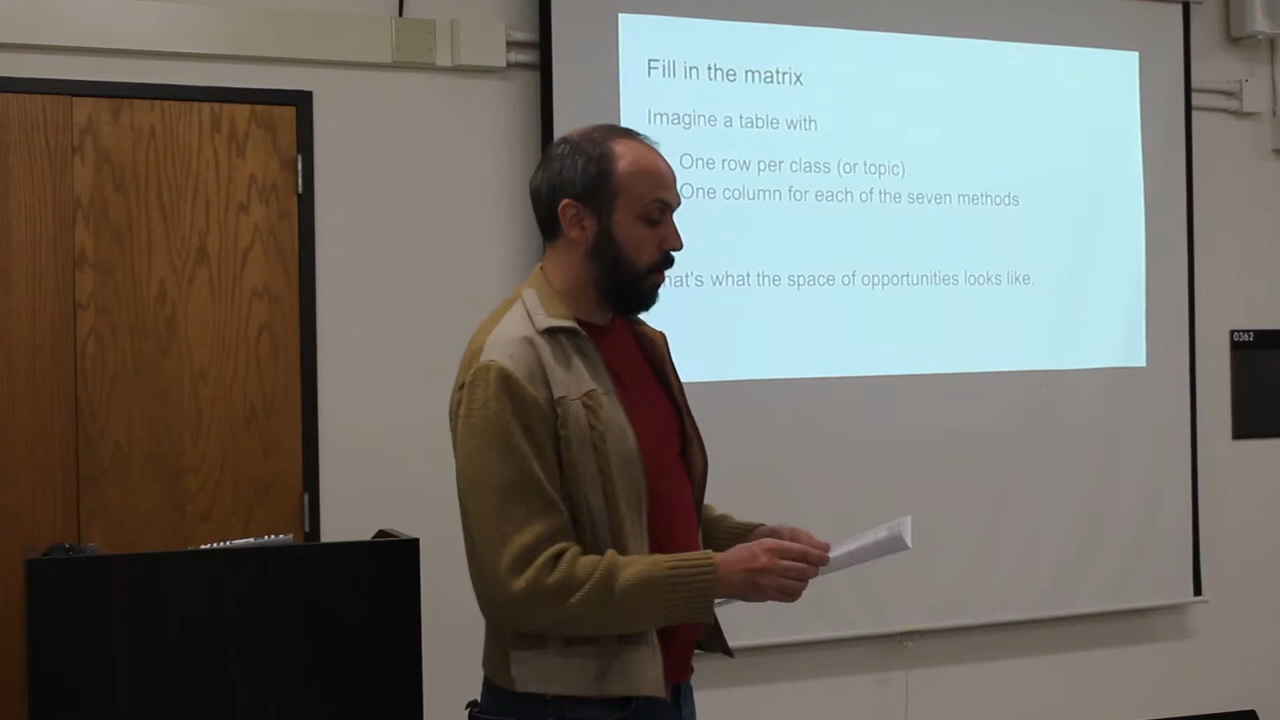 Fill in the matrix
Imagine a table with
One row per class (or topic)
One column for each of the seven methods
hat's what the space of opportunities looks like.
0362